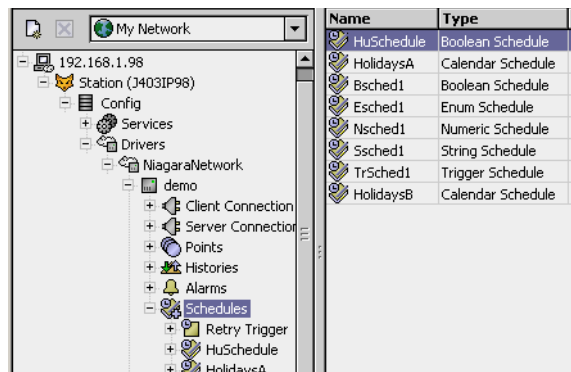 My Network
192.168.1.98
Station (J403IP98)
Config
Services
Drivers
NiagaraNetwork
demo
Client Connection
Server Connection
Points
Histories
Alarms
Schedules
Retry Trigger
HuSchedule
HolidaysA
Name Type
HuSchedule Boolean Schedule
HolidaysA Calendar Schedule
Bsched1 Boolean Schedule
Esched1 Enum Schedule
Nsched1 Numeric Schedule
Ssched1 String Schedule
TrSched1 Trigger Schedule
HolidaysB Calendar Schedule